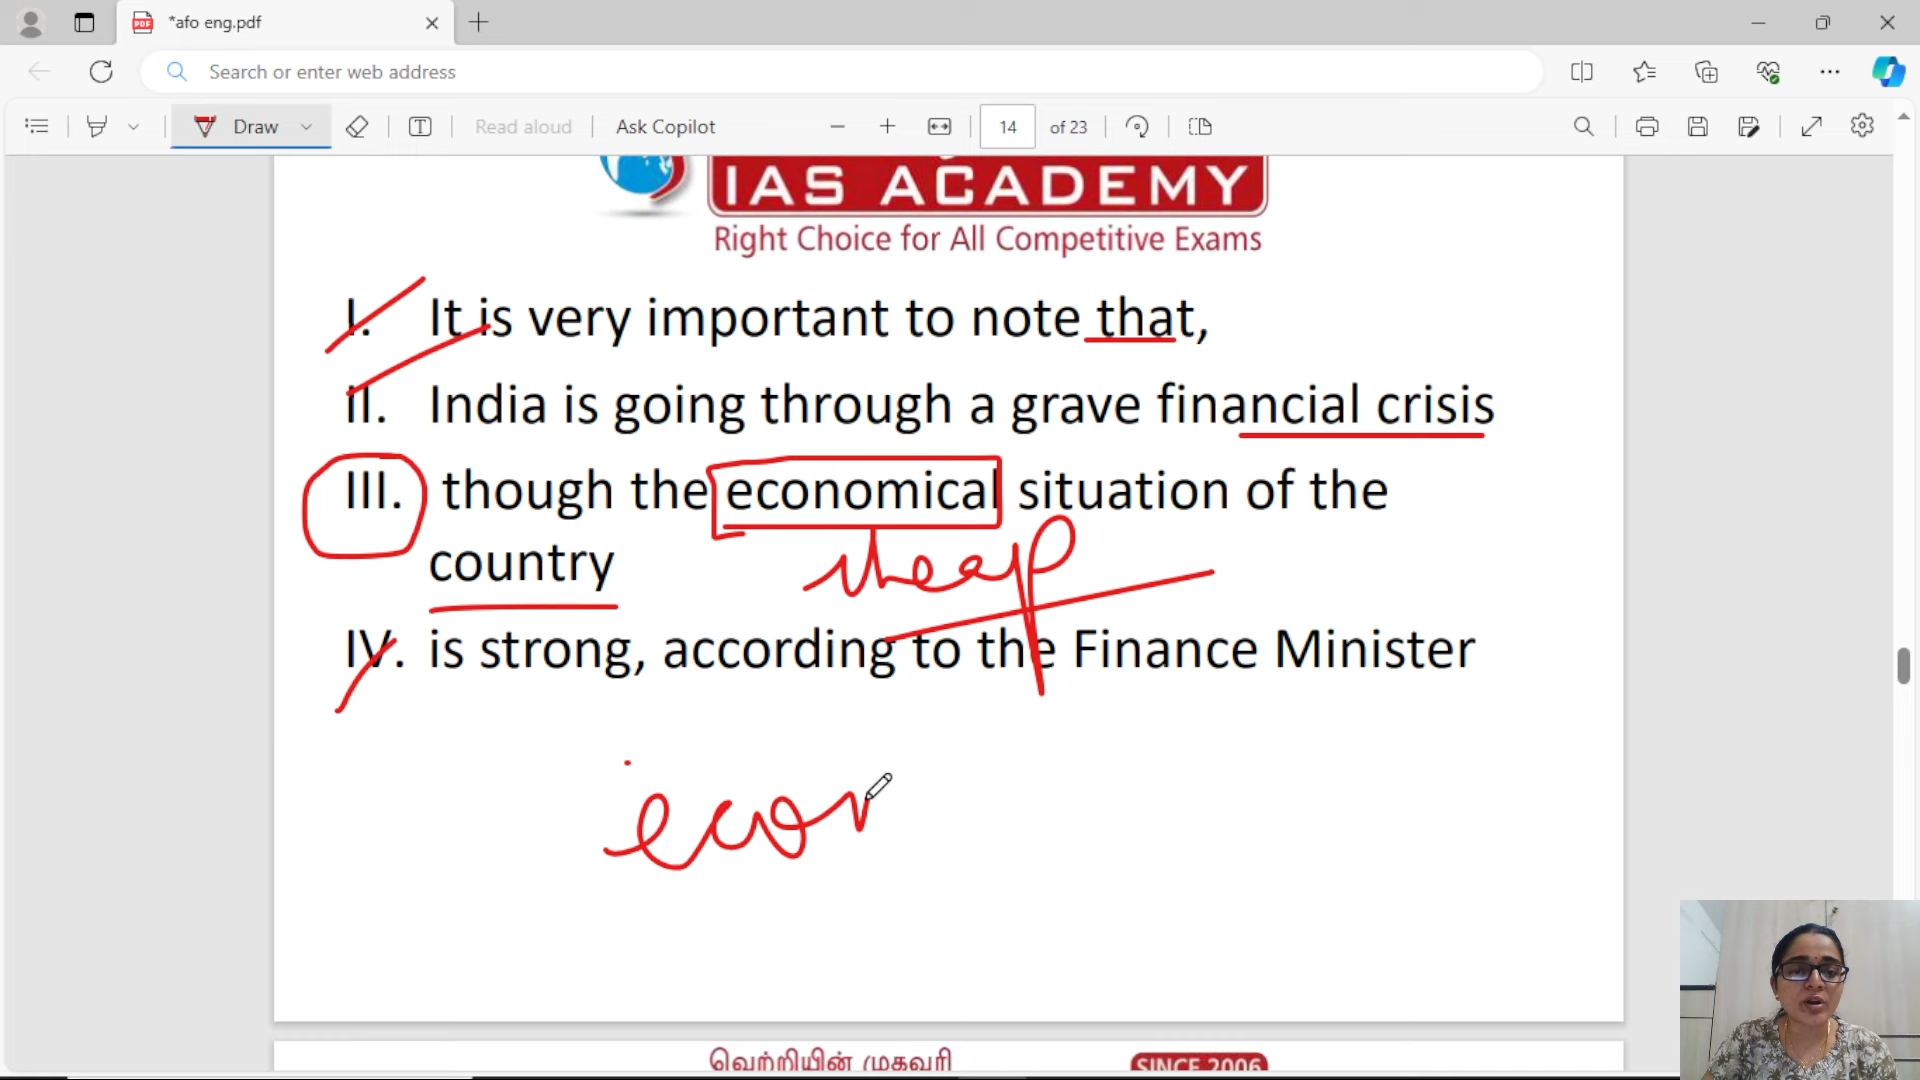 *afo eng.pdf
Search or enter web address
Draw
Read aloud
Ask Copilot
14
of 23
IAS ACADEMY
Right Choice for All Competitive Exams
I. It is very important to note that,
II. India is going through a grave financial crisis
III. though the economical situation of the
country
cheap
IV. is strong, according to the Finance Minister
econ
வெற்றியின் முகவரி
SINCE 2006